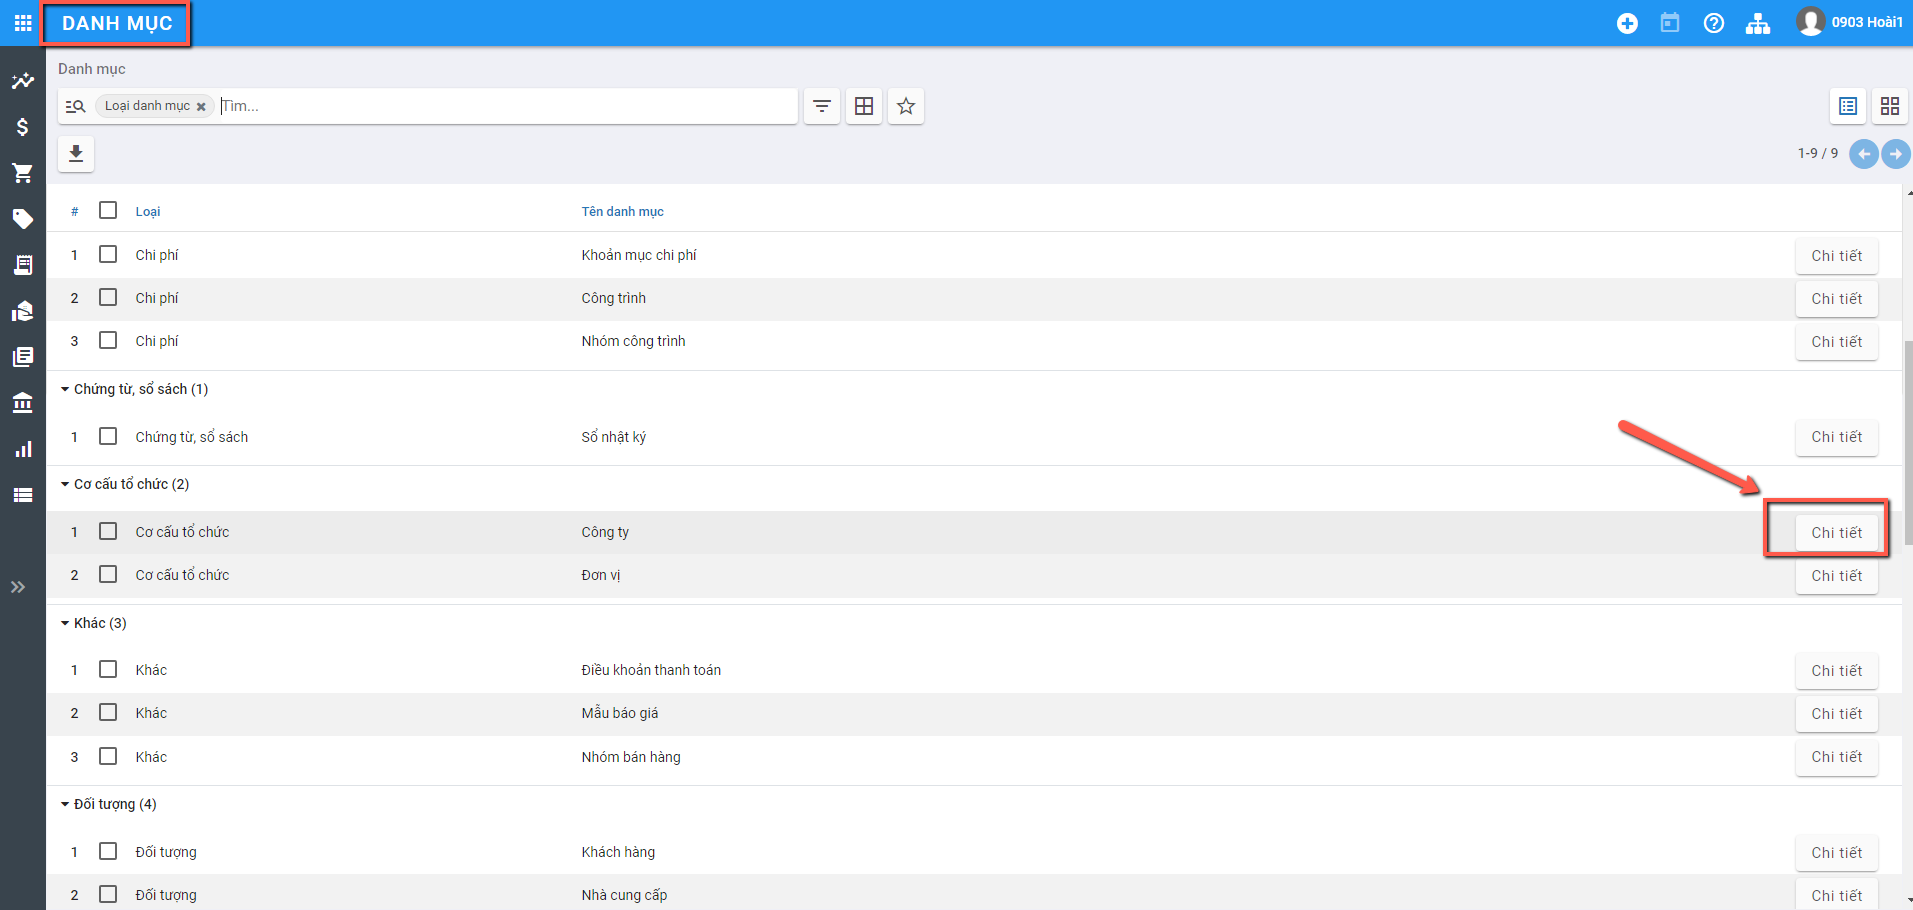 DANH MỤC
0903 Hoài1
Danh mục
Loại danh mục Tìm...
1-9 / 9
# Loại Tên danh mục
1 Chi phí Khoản mục chi phí Chi tiết
2 Chi phí Công trình Chi tiết
3 Chi phí Nhóm công trình Chi tiết
Chứng từ, sổ sách (1)
1 Chứng từ, sổ sách Sổ nhật ký Chi tiết
Cơ cấu tổ chức (2)
1 Cơ cấu tổ chức Công ty Chi tiết
2 Cơ cấu tổ chức Đơn vị Chi tiết
Khác (3)
1 Khác Điều khoản thanh toán Chi tiết
2 Khác Mẫu báo giá Chi tiết
3 Khác Nhóm bán hàng Chi tiết
Đối tượng (4)
1 Đối tượng Khách hàng Chi tiết
2 Đối tượng Nhà cung cấp Chi tiết